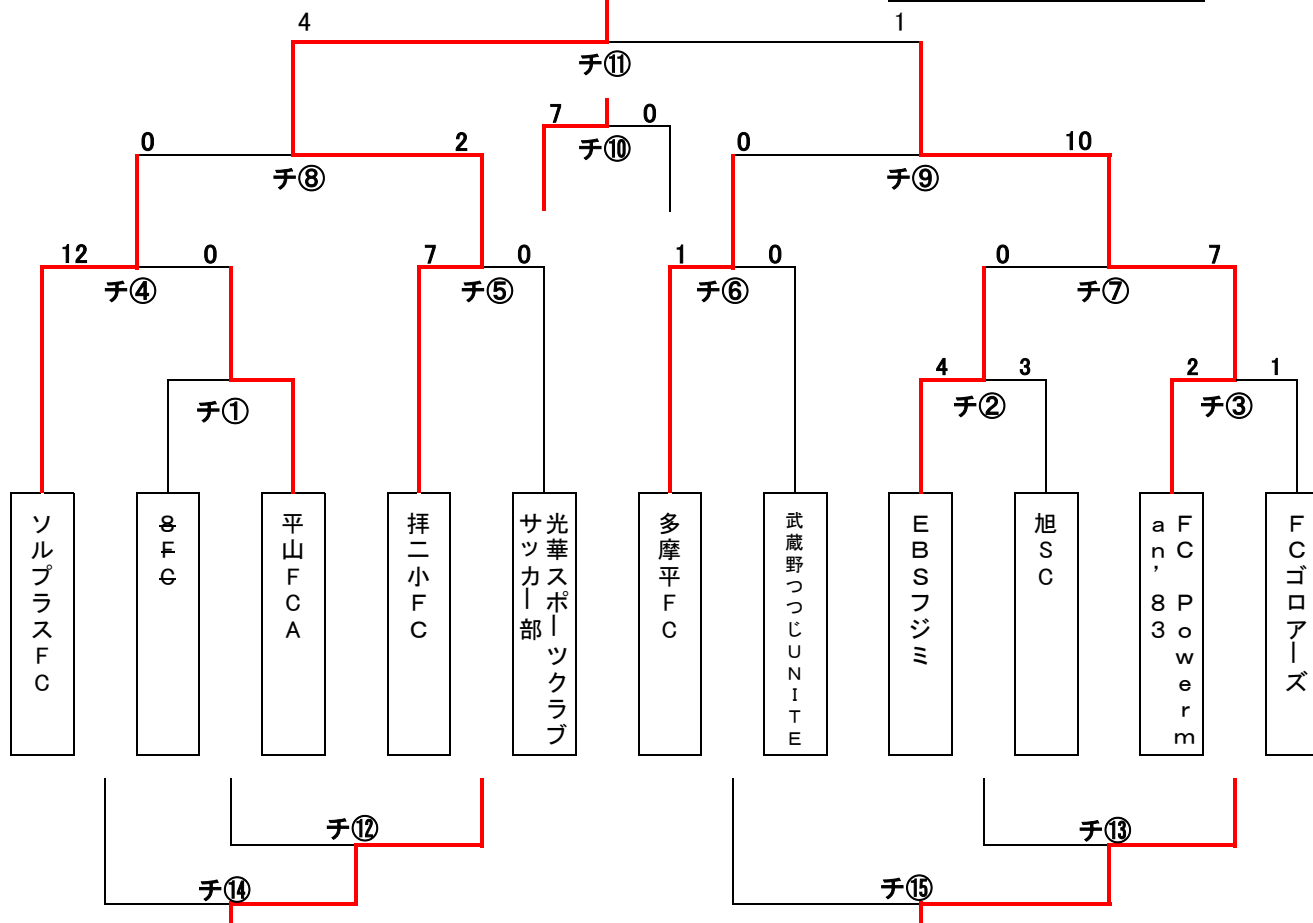 4 1
チ⑪
7 0
チ⑩
0 2
チ⑧
0 10
チ⑨
12 0
チ④
7 0
チ⑤
1 0
チ⑥
0 7
チ⑦
チ①
4 3
チ②
2 1
チ③
ソルプラスFC
8FC
平山FCA
拝二小FC
光華スポーツクラブ
サッカー部
多摩平FC
武蔵野つつじUNITE
EBSフジミ
旭SC
FC Powerm
an’83
FCゴロアーズ
チ⑫
チ⑬
チ⑭
チ⑮